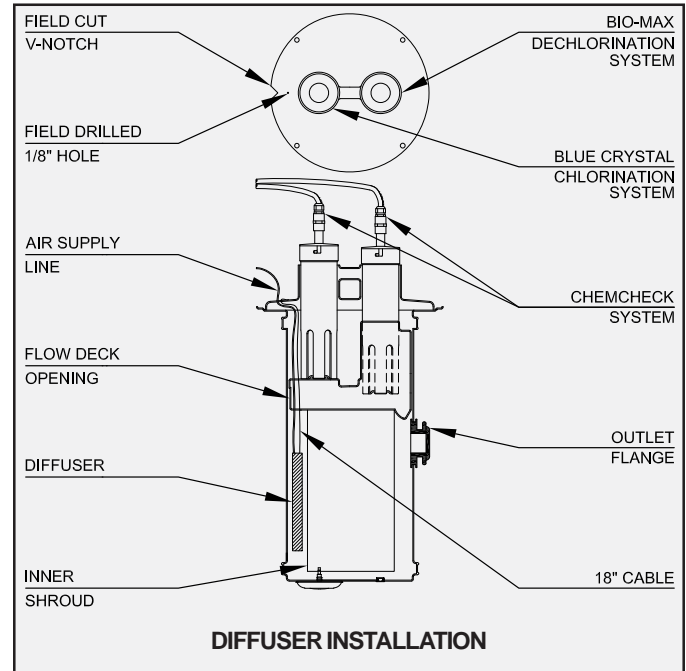 FIELD CUT
V-NOTCH
BIO-MAX
DECHLORINATION
SYSTEM
FIELD DRILLED
1/8" HOLE
BLUE CRYSTAL
CHLORINATION
SYSTEM
AIR SUPPLY
LINE
CHEMCHECK
SYSTEM
FLOW DECK
OPENING
OUTLET
FLANGE
DIFFUSER
INNER
SHROUD
18" CABLE
DIFFUSER INSTALLATION